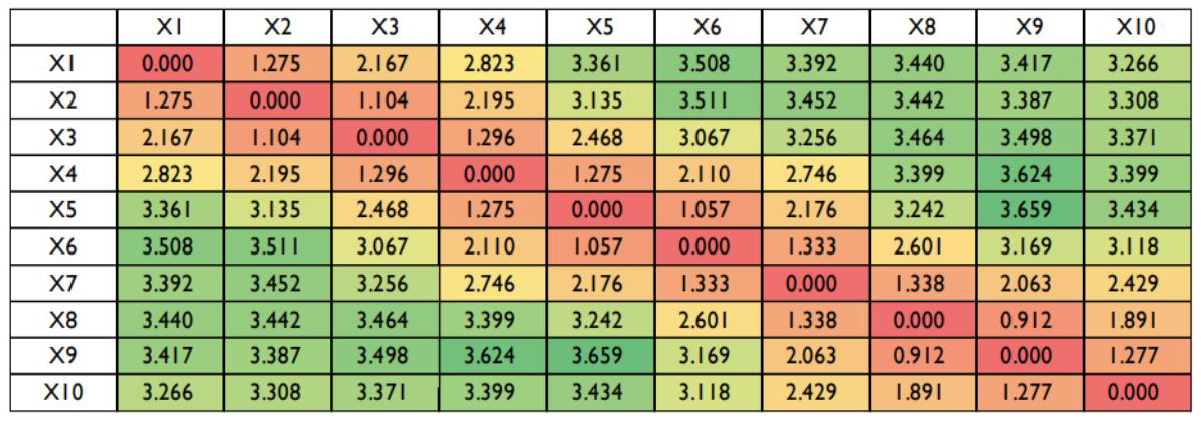 X1 X2 X3 X4 X5 X6 X7 X8 X9 X10
X1 0.000 1.275 2.167 2.823 3.361 3.508 3.392 3.440 3.417 3.266
X2 1.275 0.000 1.104 2.195 3.135 3.511 3.452 3.442 3.387 3.308
X3 2.167 1.104 0.000 1.296 2.468 3.067 3.256 3.464 3.498 3.371
X4 2.823 2.195 1.296 0.000 1.275 2.110 2.746 3.399 3.624 3.399
X5 3.361 3.135 2.468 1.275 0.000 1.057 2.176 3.242 3.659 3.434
X6 3.508 3.511 3.067 2.110 1.057 0.000 1.333 2.601 3.169 3.118
X7 3.392 3.452 3.256 2.746 2.176 1.333 0.000 1.338 2.063 2.429
X8 3.440 3.442 3.464 3.399 3.242 2.601 1.338 0.000 0.912 1.891
X9 3.417 3.387 3.498 3.624 3.659 3.169 2.063 0.912 0.000 1.277
X10 3.266 3.308 3.371 3.399 3.434 3.118 2.429 1.891 1.277 0.000